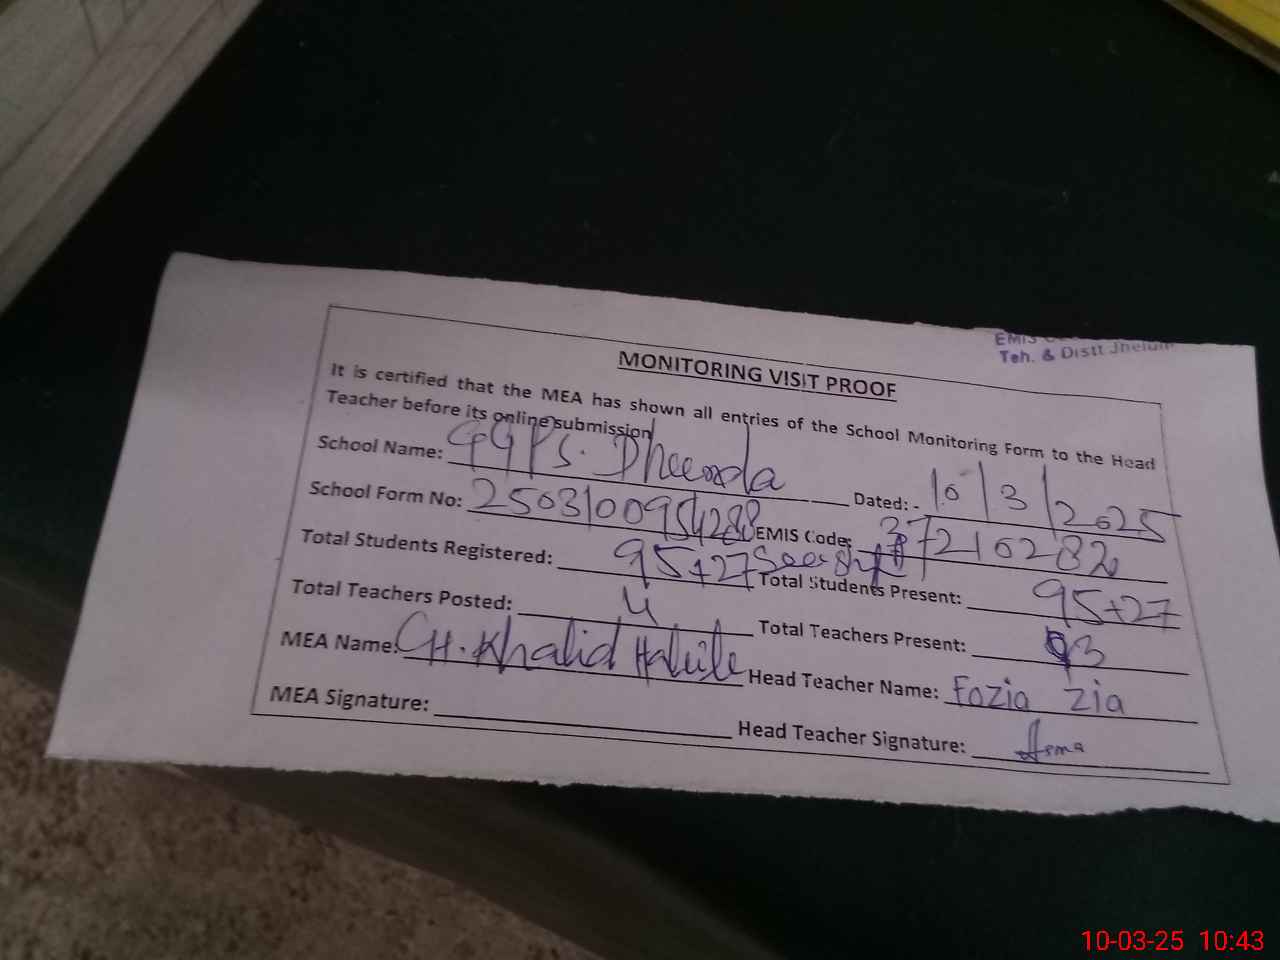 EMIS
Teh. & Distt Jhelum
MONITORING VISIT PROOF
It is certified that the MEA has shown all entries of the School Monitoring Form to the Head
Teacher before its online submission
School Name: GGPS. Dheerola Dated:- 10/3/2025
School Form No: 2503100954288 EMIS Code: 37210282
Total Students Registered: 95+27 Total Students Present: 95+27
Total Teachers Posted: 4 Total Teachers Present: 03
MEA Name: CH. Khalid Head Teacher Name: Fozia Zia
MEA Signature: Head Teacher Signature: Asma
10-03-25 10:43